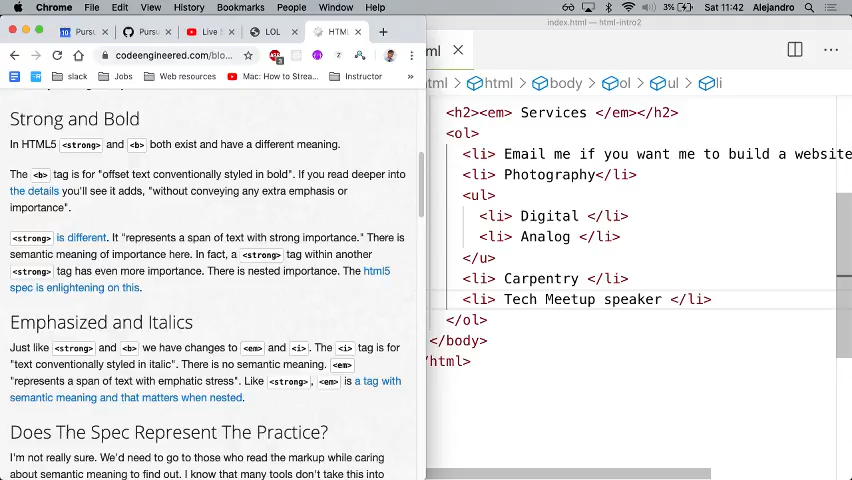 Chrome File Edit View History Bookmarks People Window Help 3% Sat 11:42 Alejandro
index.html — html-intro2
Pursu Pursu Live S LOL HTML
ml
codeengineered.com/blo...
slack Jobs Web resources Mac: How to Strea... Instructor
html body ol ul li
Strong and Bold
In HTML5 <strong> and <b> both exist and have a different meaning.
The <b> tag is for "offset text conventionally styled in bold". If you read deeper into
the details you'll see it adds, "without conveying any extra emphasis or
importance".
<strong> is different. It "represents a span of text with strong importance." There is
semantic meaning of importance here. In fact, a <strong> tag within another
<strong> tag has even more importance. There is nested importance. The html5
spec is enlightening on this.
Emphasized and Italics
Just like <strong> and <b> we have changes to <em> and <i>. The <i> tag is for
"text conventionally styled in italic". There is no semantic meaning. <em>
"represents a span of text with emphatic stress". Like <strong>, <em> is a tag with
semantic meaning and that matters when nested.
Does The Spec Represent The Practice?
I'm not really sure. We'd need to go to those who read the markup while caring
about semantic meaning to find out. I know that many tools don't take this into
<h2><em> Services </em></h2>
<ol>
<li> Email me if you want me to build a website
<li> Photography</li>
<ul>
<li> Digital </li>
<li> Analog </li>
</u>
<li> Carpentry </li>
<li> Tech Meetup speaker </li>
</ol>
</body>
/html>